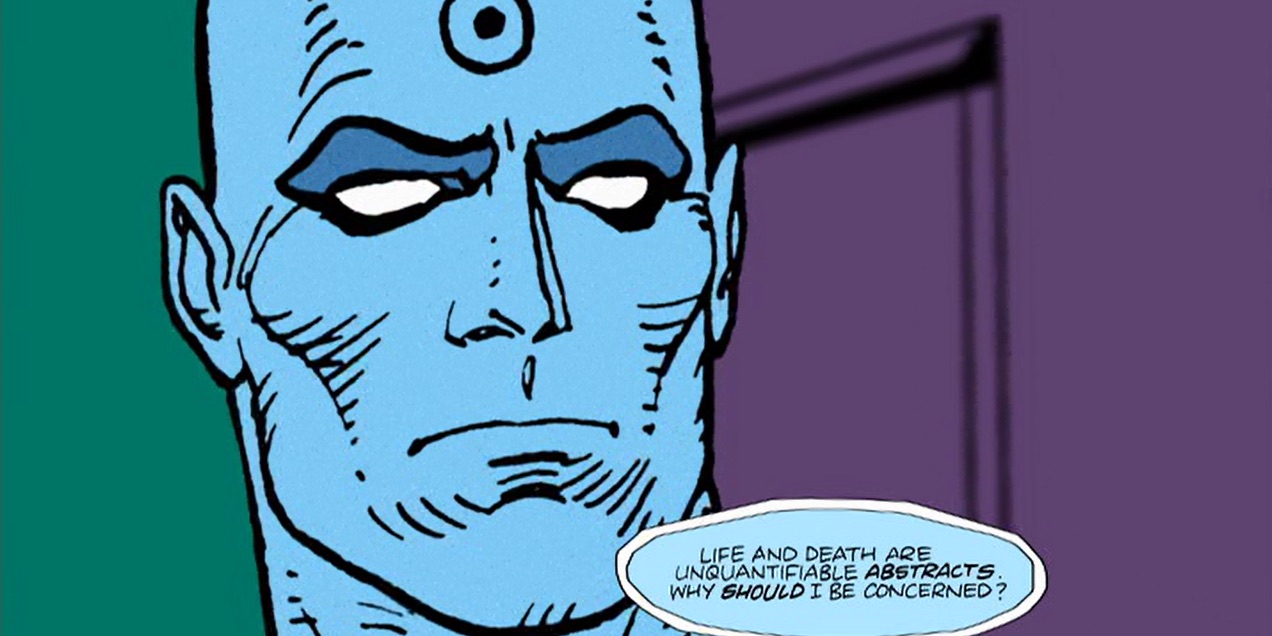 LIFE AND DEATH ARE
UNQUANTIFIABLE ABSTRACTS.
WHY SHOULD I BE CONCERNED?